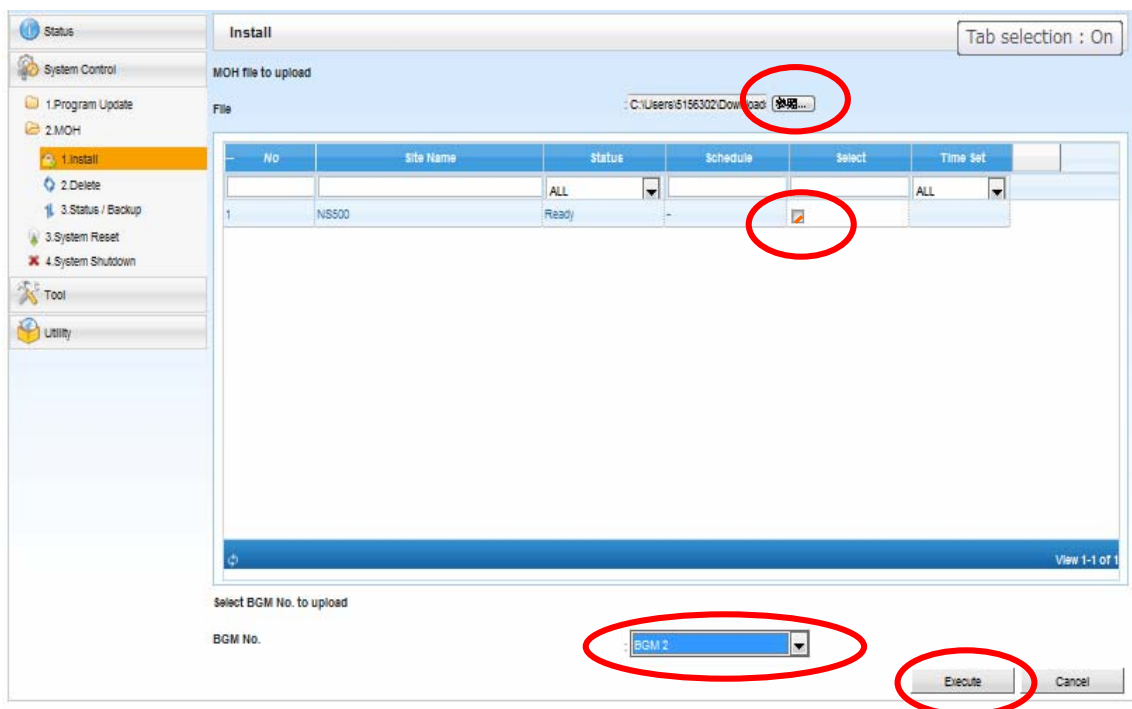 Status
System Control
1.Program Update
2.MOH
1.Install
2.Delete
3.Status / Backup
3.System Reset
4.System Shutdown
Tool
Utility
Install
Tab selection : On
MOH file to upload
File : C:\Users\5156302\Download 参照...
No Site Name Status Schedule Select Time Set
ALL ALL
1 NS500 Ready -
View 1-1 of 1
Select BGM No. to upload
BGM No. : BGM 2
Execute Cancel